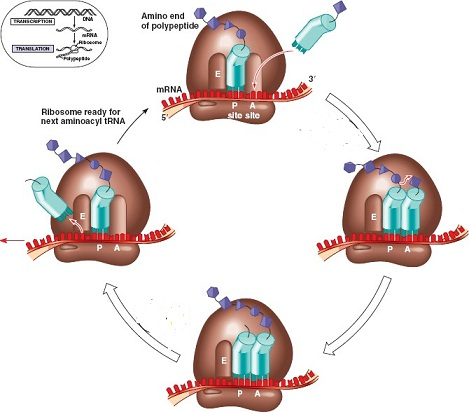 TRANSCRIPTION
DNA
mRNA
Ribosome
TRANSLATION
Polypeptide
Amino end
of polypeptide
E
mRNA
3′
5′
P A
site site
Ribosome ready for
next aminoacyl tRNA
E
P A
E
P A
E
P A